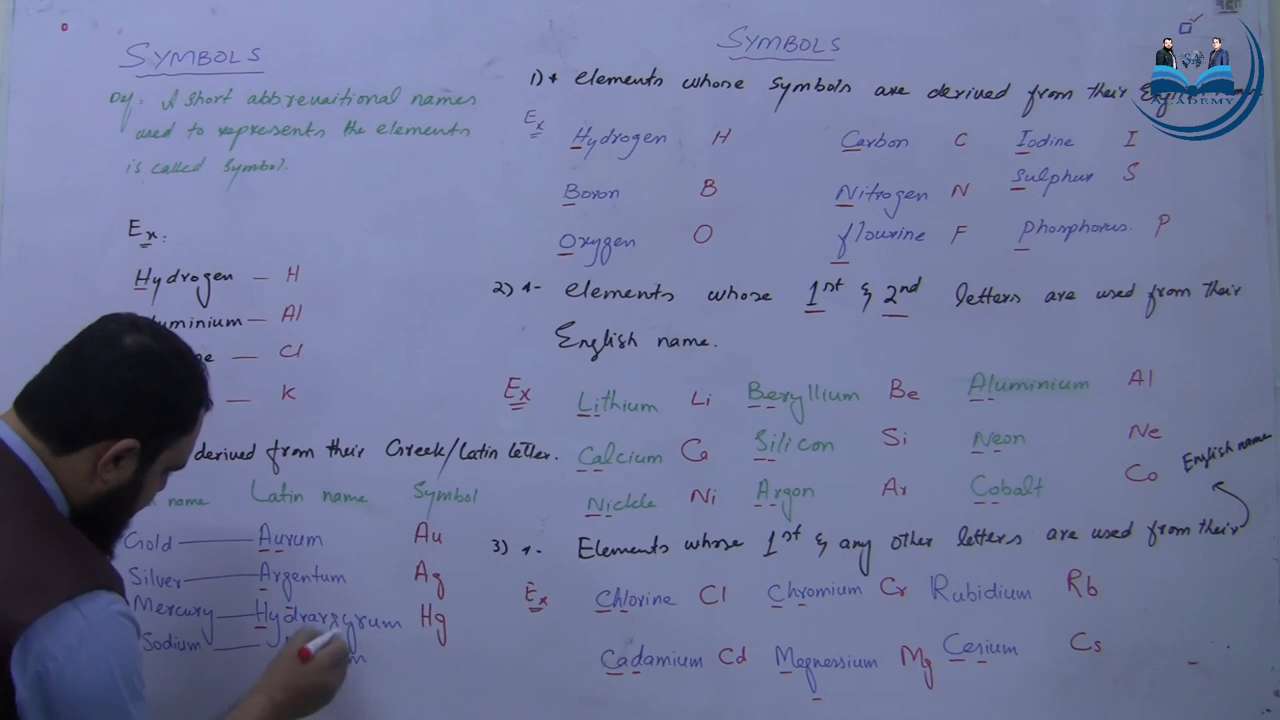 SYMBOLS
Def: A short abbrevaitional names
used to represents the elements
is called Symbol.
Ex:
Hydrogen — H
minium — Al
ne — Cl
— K
derived from their Greek/Latin letter.
name Latin name Symbol
Gold — Aurum Au
Silver — Argentum Ag
Mercury — Hydrargyrum Hg
Sodium —
SYMBOLS
1) * elements whose symbols are derived from their English
Ex Hydrogen H Carbon C Iodine I
Boron B Nitrogen N Sulphur S
Oxygen O flourine F Phosphorus. P
2) *- elements whose 1st & 2nd letters are used from their
English name.
Ex Lithium Li Beryllium Be Aluminium Al
Calcium Ca Silicon Si Neon Ne
Nickle Ni Argon Ar Cobalt Co
English name
3) *- Elements whose 1st & any other letters are used from their
Ex Chlorine Cl Chromium Cr Rubidium Rb
Cadamium Cd Magnessium Mg Cesium Cs
ACADEMY